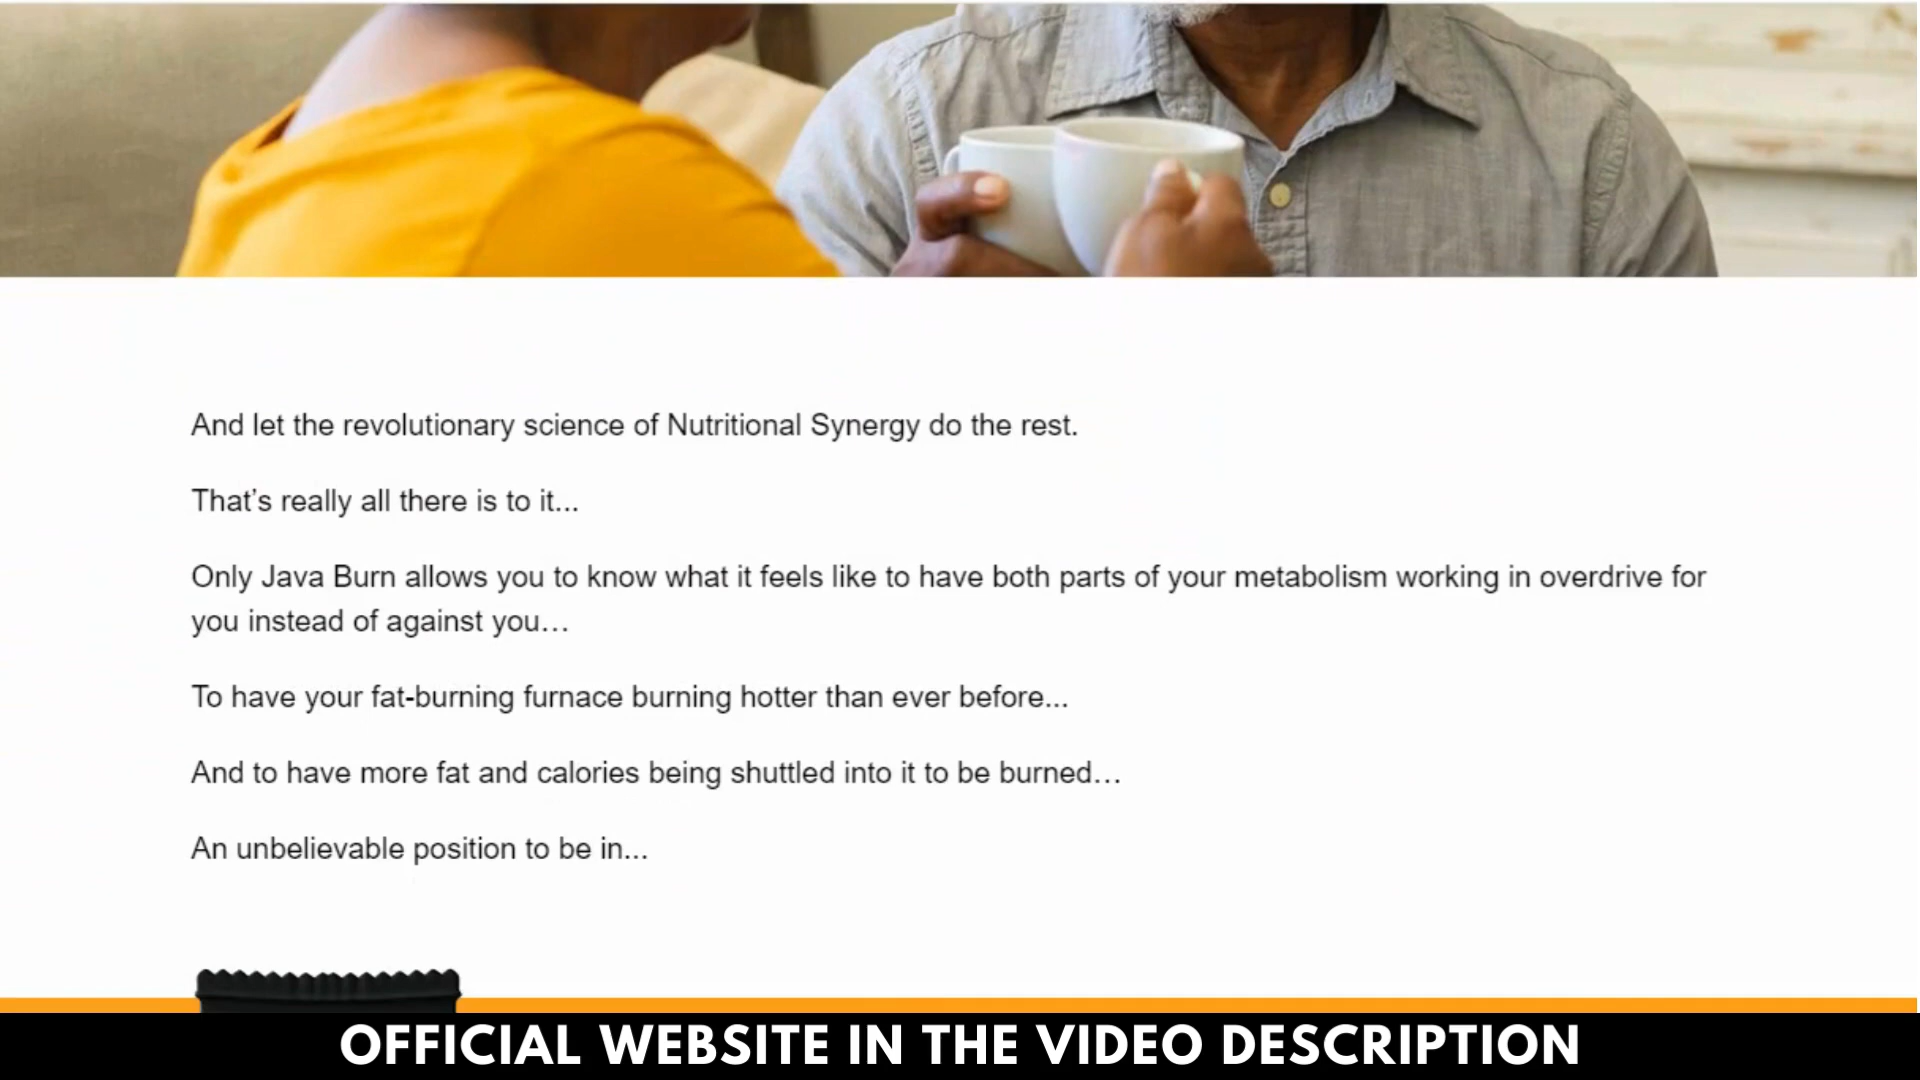 And let the revolutionary science of Nutritional Synergy do the rest.
That’s really all there is to it...
Only Java Burn allows you to know what it feels like to have both parts of your metabolism working in overdrive for
you instead of against you…
To have your fat-burning furnace burning hotter than ever before...
And to have more fat and calories being shuttled into it to be burned…
An unbelievable position to be in...
OFFICIAL WEBSITE IN THE VIDEO DESCRIPTION